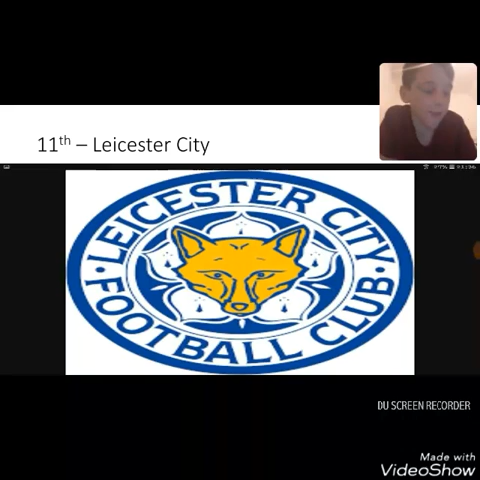 11th – Leicester City
LEICESTER CITY
FOOTBALL CLUB
DU SCREEN RECORDER
Made with
VideoShow